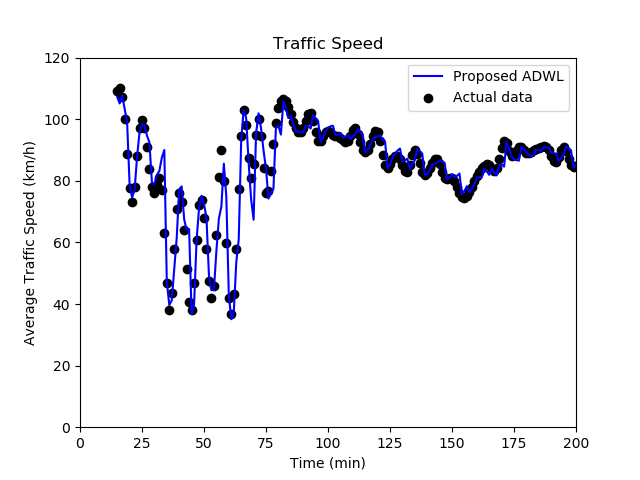 Traffic Speed
Proposed ADWL
Actual data
120
100
80
60
40
20
0
Average Traffic Speed (km/h)
0 25 50 75 100 125 150 175 200
Time (min)